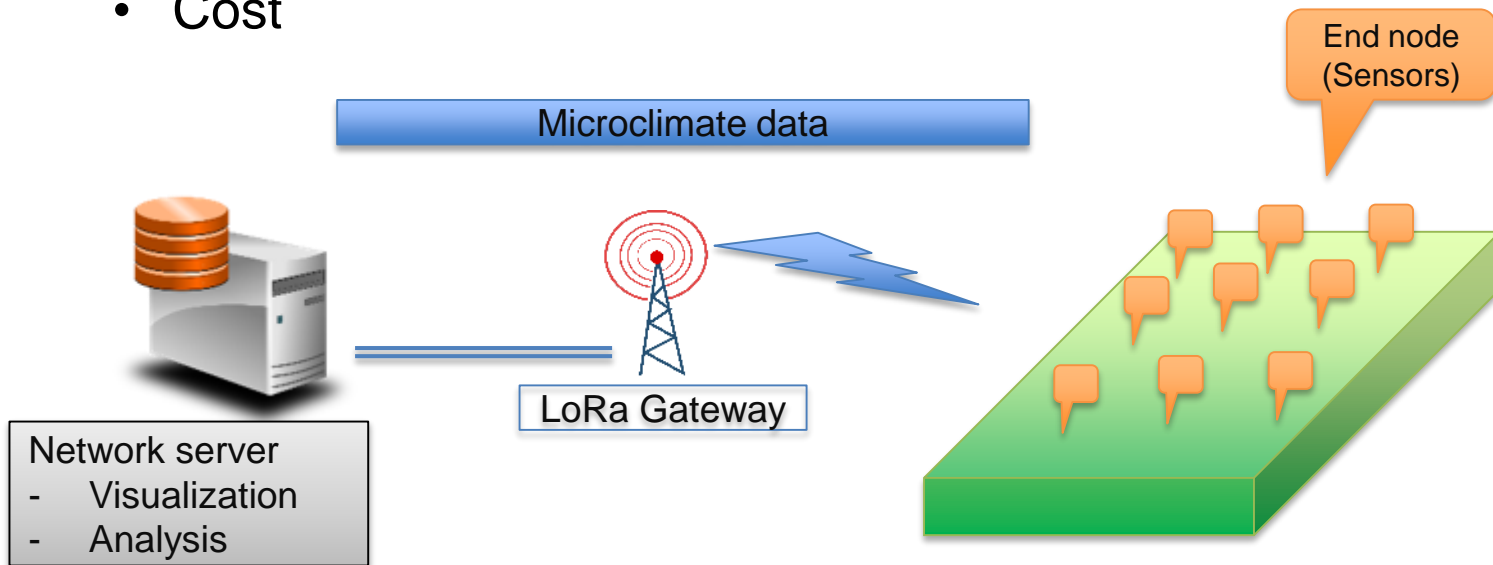 • Cost
End node
(Sensors)
Microclimate data
LoRa Gateway
Network server
- Visualization
- Analysis